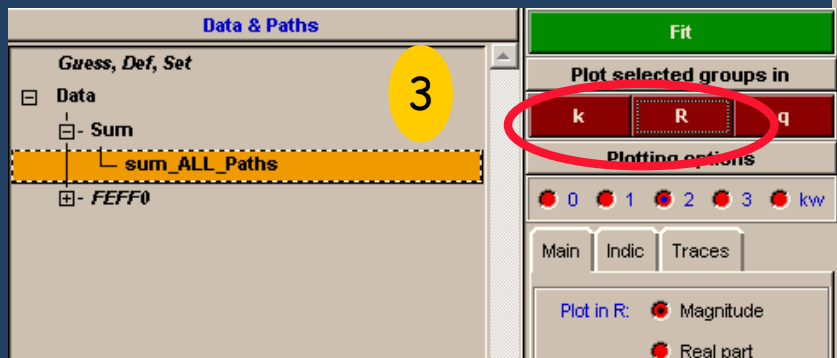 Data & Paths
Guess, Def, Set
Data
Sum
sum_ALL_Paths
FEFF0
3
Fit
Plot selected groups in
k R q
Plotting options
0 1 2 3 kw
Main Indic Traces
Plot in R: Magnitude
Real part